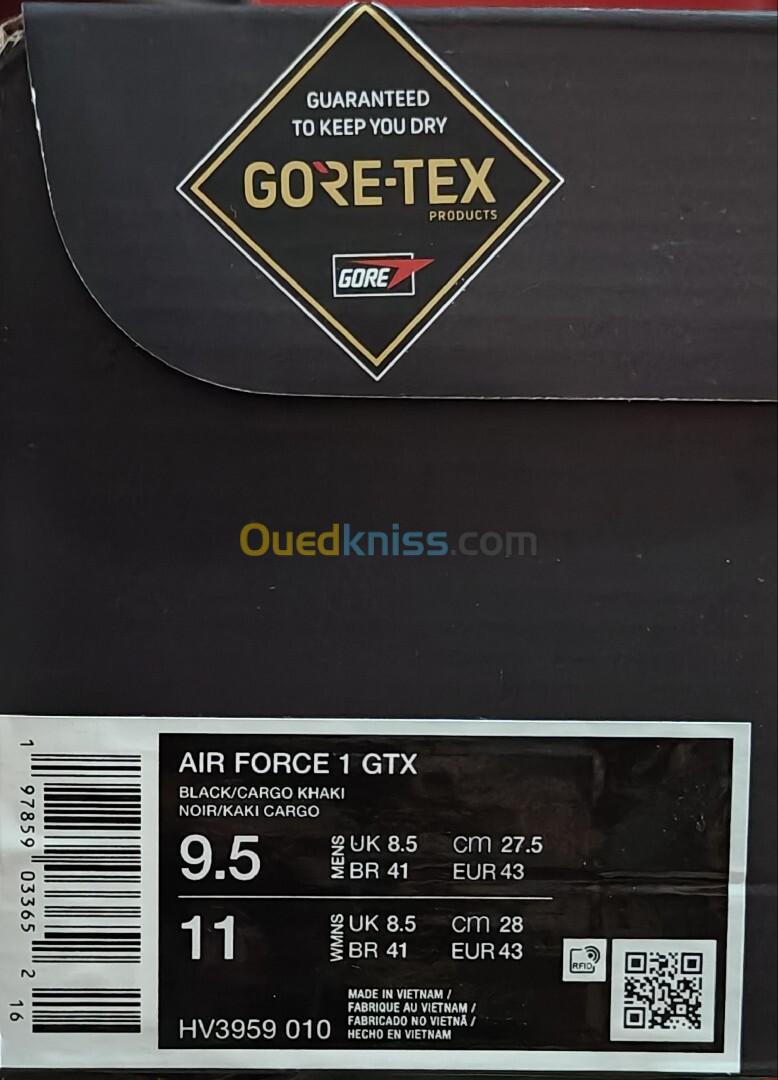 GUARANTEED
TO KEEP YOU DRY
GORE-TEX
PRODUCTS
GORE
Ouedkniss.com
AIR FORCE 1 GTX
BLACK/CARGO KHAKI
NOIR/KAKI CARGO
9.5 MENS UK 8.5 cm 27.5
BR 41 EUR 43
11 WMNS UK 8.5 cm 28
BR 41 EUR 43
RFID
MADE IN VIETNAM /
FABRIQUE AU VIETNAM /
FABRICADO NO VIETNÃ /
HECHO EN VIETNAM
HV3959 010
1 97859 03365 2
16